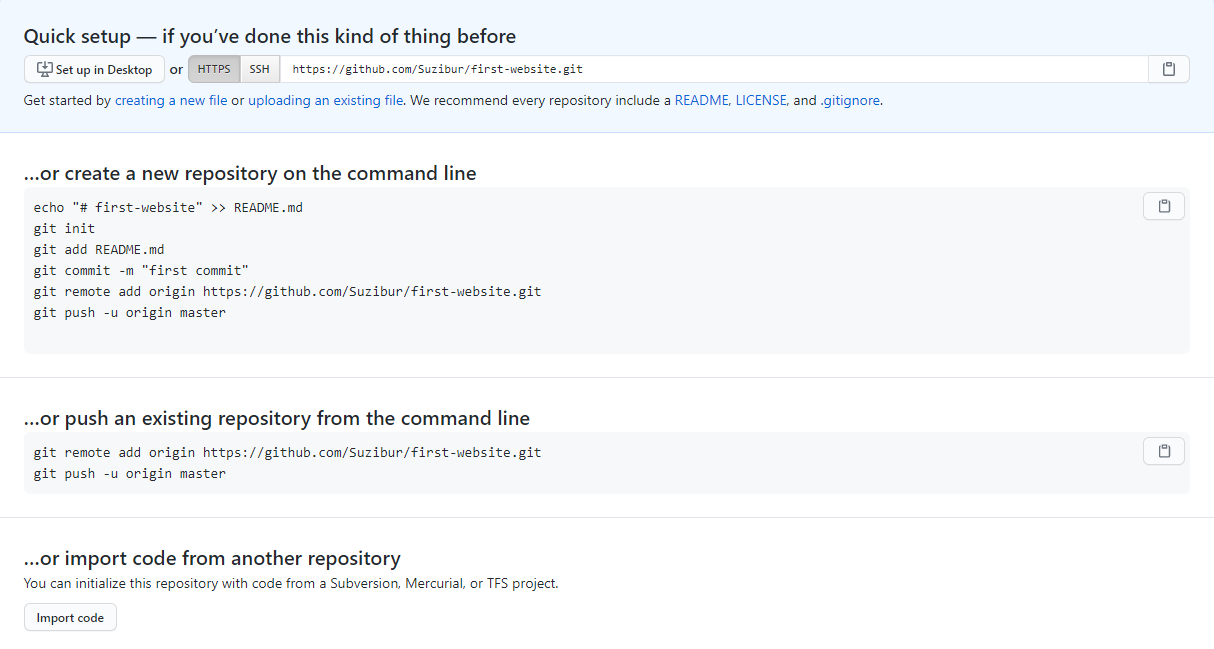 Quick setup — if you’ve done this kind of thing before
Set up in Desktop or HTTPS SSH https://github.com/Suzibur/first-website.git
Get started by creating a new file or uploading an existing file. We recommend every repository include a README, LICENSE, and .gitignore.
…or create a new repository on the command line
echo "# first-website" >> README.md
git init
git add README.md
git commit -m "first commit"
git remote add origin https://github.com/Suzibur/first-website.git
git push -u origin master
…or push an existing repository from the command line
git remote add origin https://github.com/Suzibur/first-website.git
git push -u origin master
…or import code from another repository
You can initialize this repository with code from a Subversion, Mercurial, or TFS project.
Import code